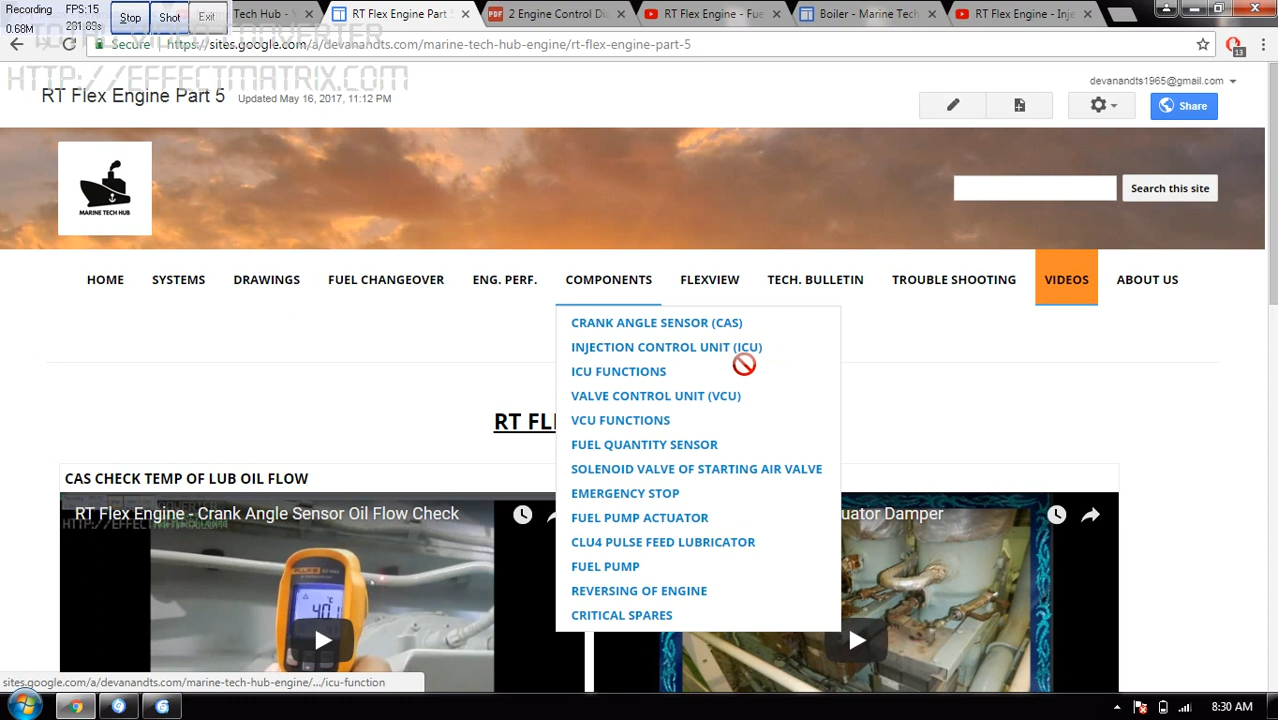 Recording FPS:15 Stop Shot Exit
0.68M
Tech Hub -
RT Flex Engine Part 5
2 Engine Control D
RT Flex Engine - Fu
Boiler - Marine Tech
RT Flex Engine - Inje
Secure https://sites.google.com/a/devanandts.com/marine-tech-hub-engine/rt-flex-engine-part-5
13
HTTP://EFFECTMATRIX.COM
RT Flex Engine Part 5 Updated May 16, 2017, 11:12 PM
devanandts1965@gmail.com
Share
MARINE TECH HUB
Search this site
HOME SYSTEMS DRAWINGS FUEL CHANGEOVER ENG. PERF. COMPONENTS FLEXVIEW TECH. BULLETIN TROUBLE SHOOTING VIDEOS ABOUT US
CRANK ANGLE SENSOR (CAS)
INJECTION CONTROL UNIT (ICU)
ICU FUNCTIONS
VALVE CONTROL UNIT (VCU)
VCU FUNCTIONS
FUEL QUANTITY SENSOR
SOLENOID VALVE OF STARTING AIR VALVE
EMERGENCY STOP
FUEL PUMP ACTUATOR
CLU4 PULSE FEED LUBRICATOR
FUEL PUMP
REVERSING OF ENGINE
CRITICAL SPARES
RT FL
CAS CHECK TEMP OF LUB OIL FLOW
RT Flex Engine - Crank Angle Sensor Oil Flow Check
uator Damper
FLUKE
40.1
sites.google.com/a/devanandts.com/marine-tech-hub-engine/.../icu-function
8:30 AM